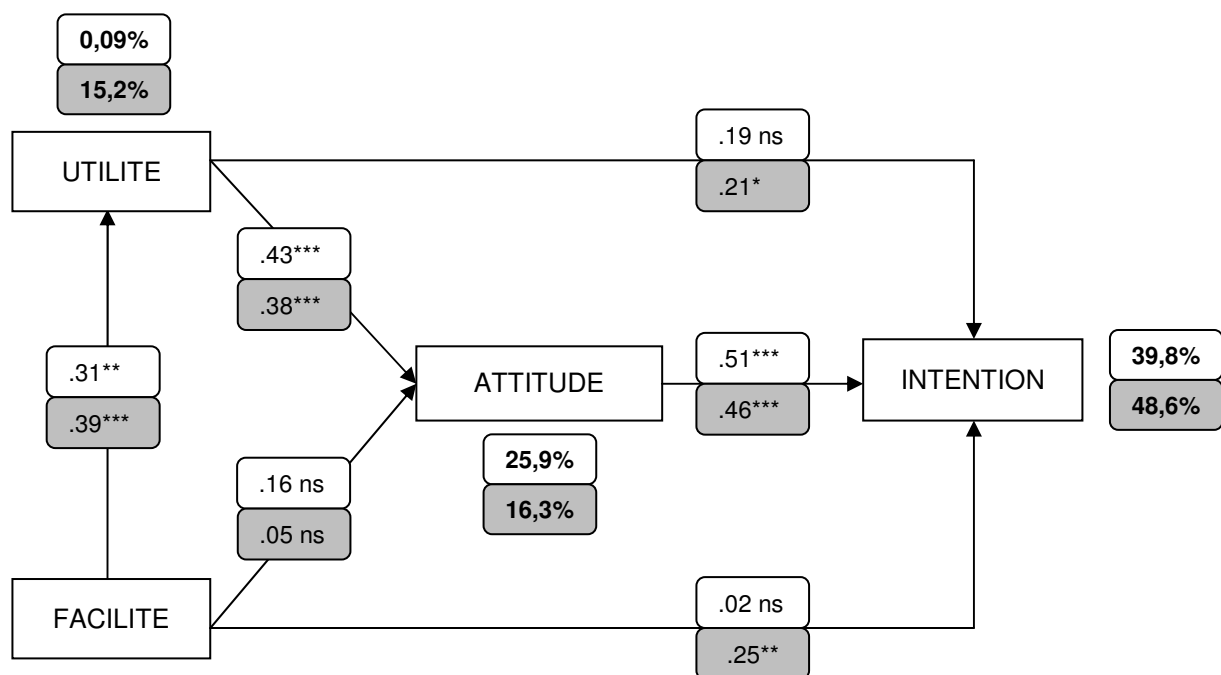 0,09%
15,2%
UTILITE
.19 ns
.21*
.43***
.38***
.31**
.39***
ATTITUDE
.51***
.46***
INTENTION
39,8%
48,6%
25,9%
16,3%
.16 ns
.05 ns
FACILITE
.02 ns
.25**